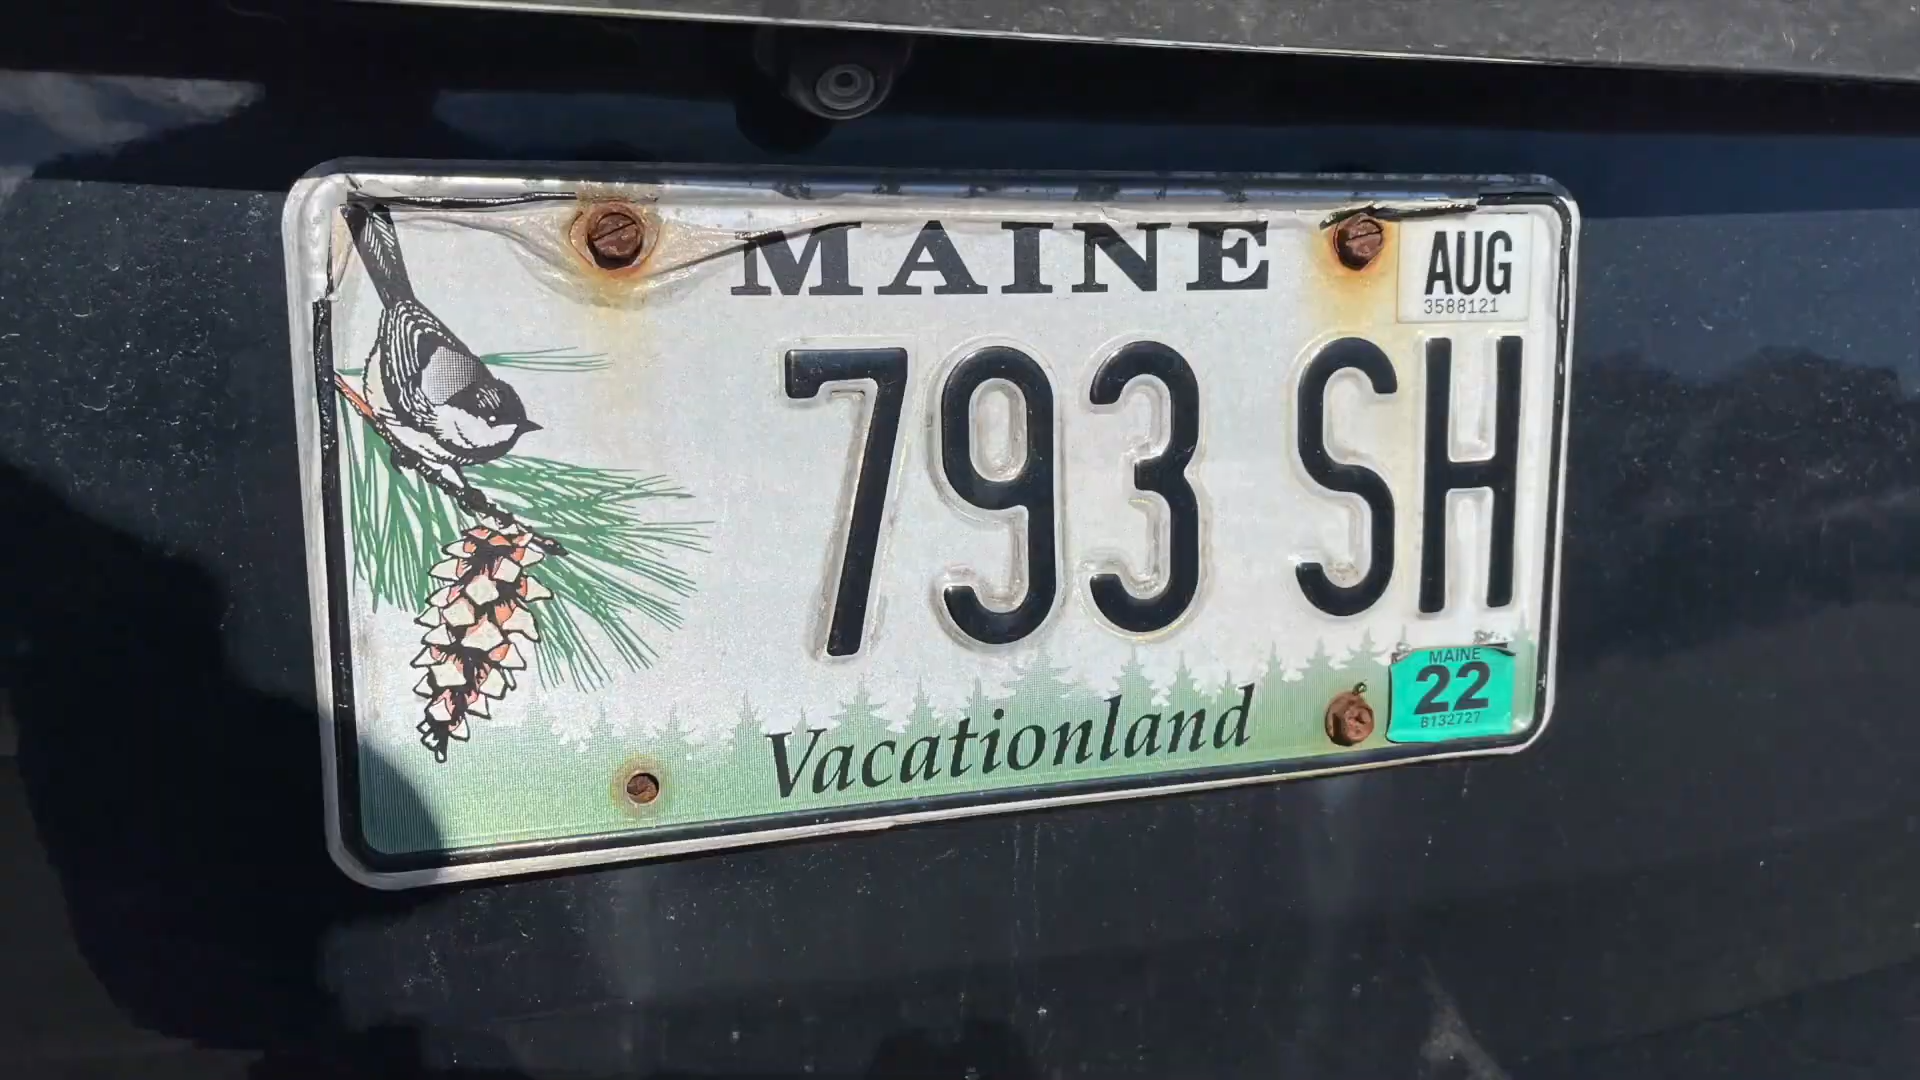 MAINE
AUG
3588121
793 SH
MAINE
22
B132727
Vacationland